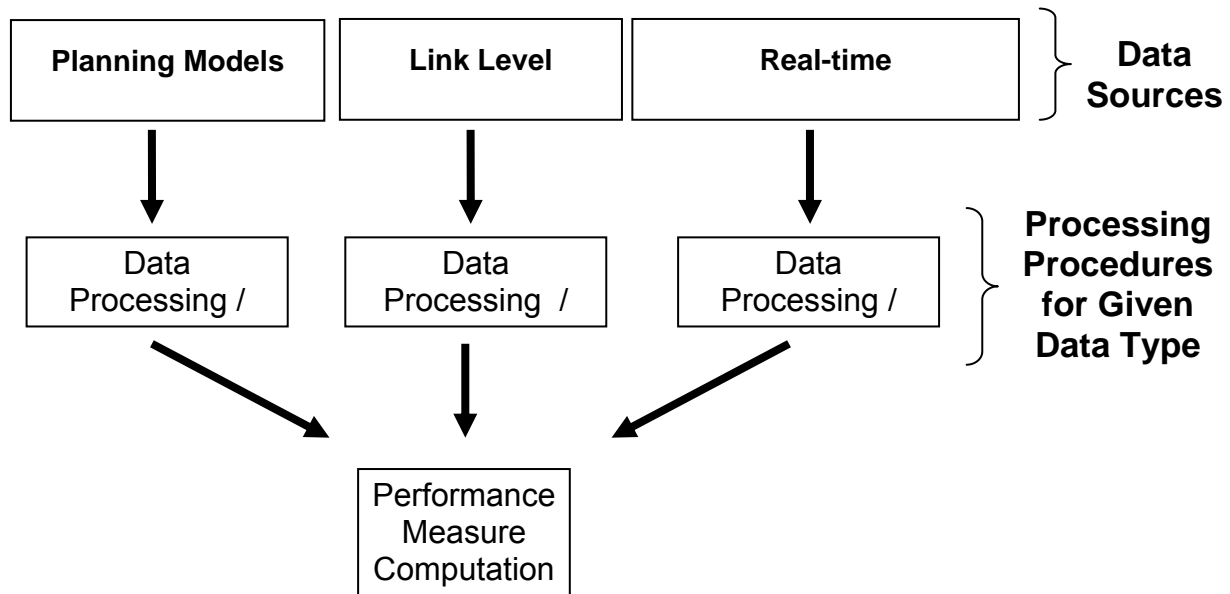 Planning Models
Link Level
Real-time
Data
Sources
Data
Processing /
Data
Processing /
Data
Processing /
Processing
Procedures
for Given
Data Type
Performance
Measure
Computation